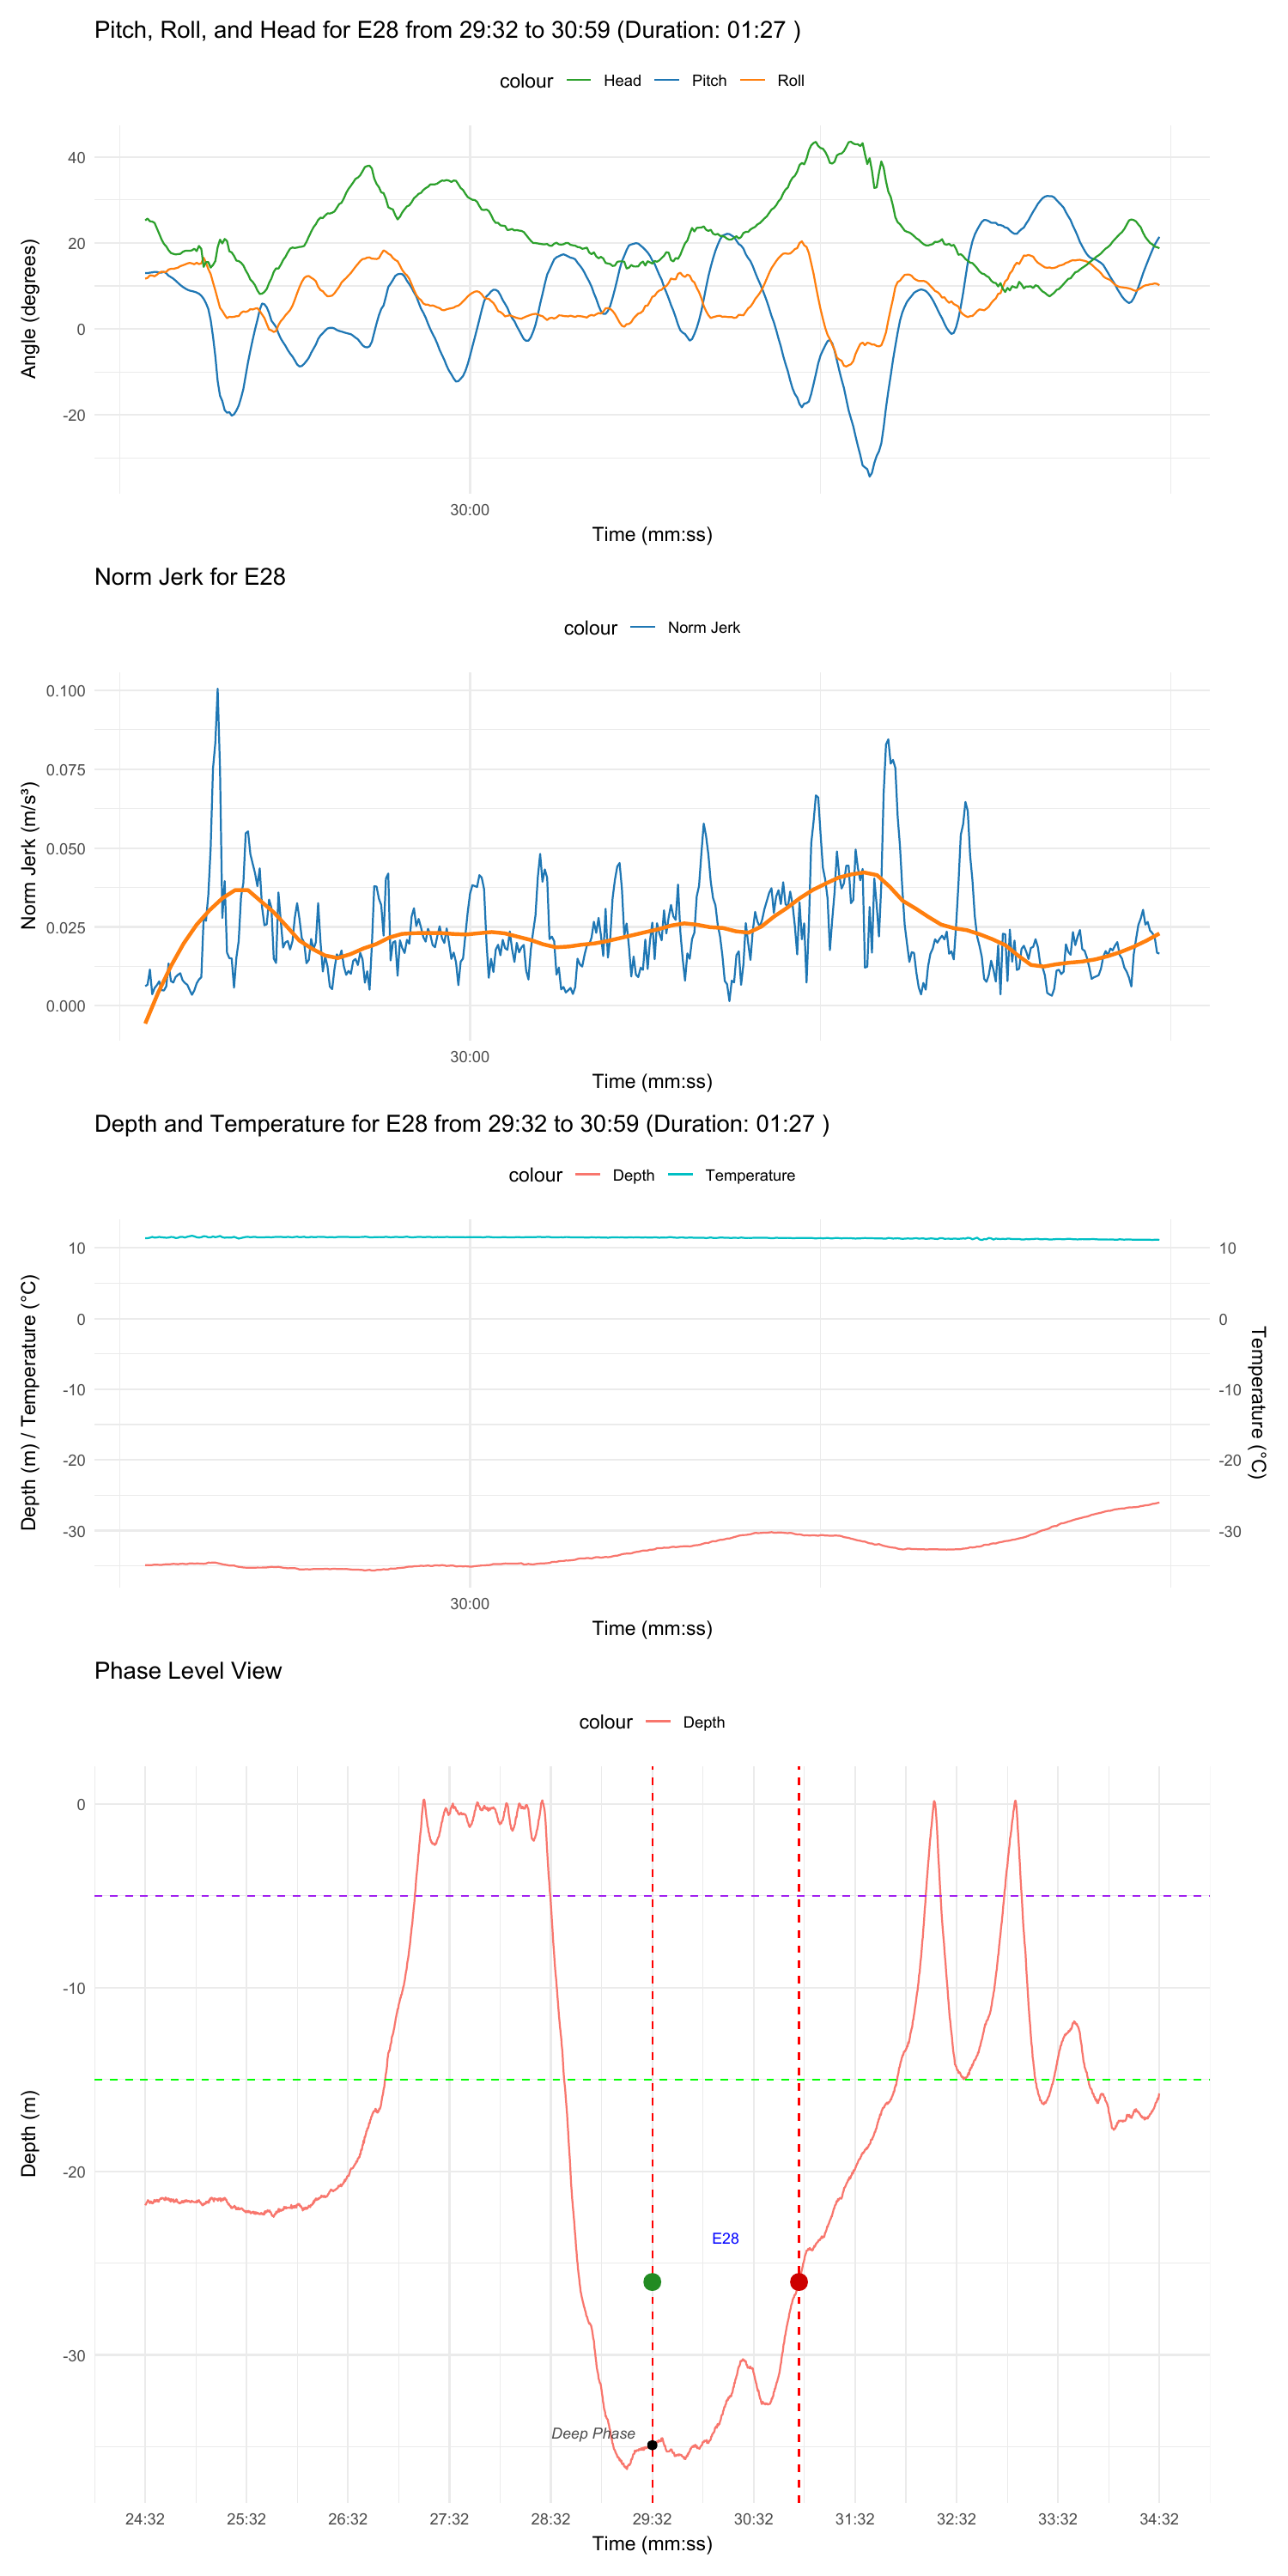 Pitch, Roll, and Head for E28 from 29:32 to 30:59 (Duration: 01:27 )
colour Head Pitch Roll
Angle (degrees)
40
20
0
-20
30:00
Time (mm:ss)
Norm Jerk for E28
colour Norm Jerk
Norm Jerk (m/s³)
0.100
0.075
0.050
0.025
0.000
30:00
Time (mm:ss)
Depth and Temperature for E28 from 29:32 to 30:59 (Duration: 01:27 )
colour Depth Temperature
Depth (m) / Temperature (°C)
10 10
0 0
-10 -10
-20 -20
-30 -30
Temperature (°C)
30:00
Time (mm:ss)
Phase Level View
colour Depth
Depth (m)
0
-10
-20
E28
-30
Deep Phase
24:32 25:32 26:32 27:32 28:32 29:32 30:32 31:32 32:32 33:32 34:32
Time (mm:ss)